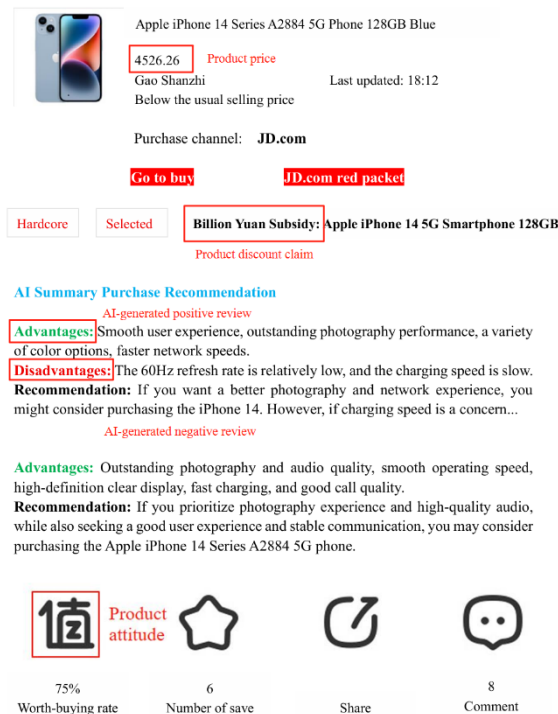 Apple iPhone 14 Series A2884 5G Phone 128GB Blue
4526.26 Product price
Gao Shanzhi Last updated: 18:12
Below the usual selling price
Purchase channel: JD.com
Go to buy JD.com red packet
Hardcore Selected Billion Yuan Subsidy: Apple iPhone 14 5G Smartphone 128GB
Product discount claim
AI Summary Purchase Recommendation
AI-generated positive review
Advantages: Smooth user experience, outstanding photography performance, a variety
of color options, faster network speeds.
Disadvantages: The 60Hz refresh rate is relatively low, and the charging speed is slow.
Recommendation: If you want a better photography and network experience, you
might consider purchasing the iPhone 14. However, if charging speed is a concern...
AI-generated negative review
Advantages: Outstanding photography and audio quality, smooth operating speed,
high-definition clear display, fast charging, and good call quality.
Recommendation: If you prioritize photography experience and high-quality audio,
while also seeking a good user experience and stable communication, you may consider
purchasing the Apple iPhone 14 Series A2884 5G phone.
值 Product
attitude
75% 6 8
Worth-buying rate Number of save Share Comment